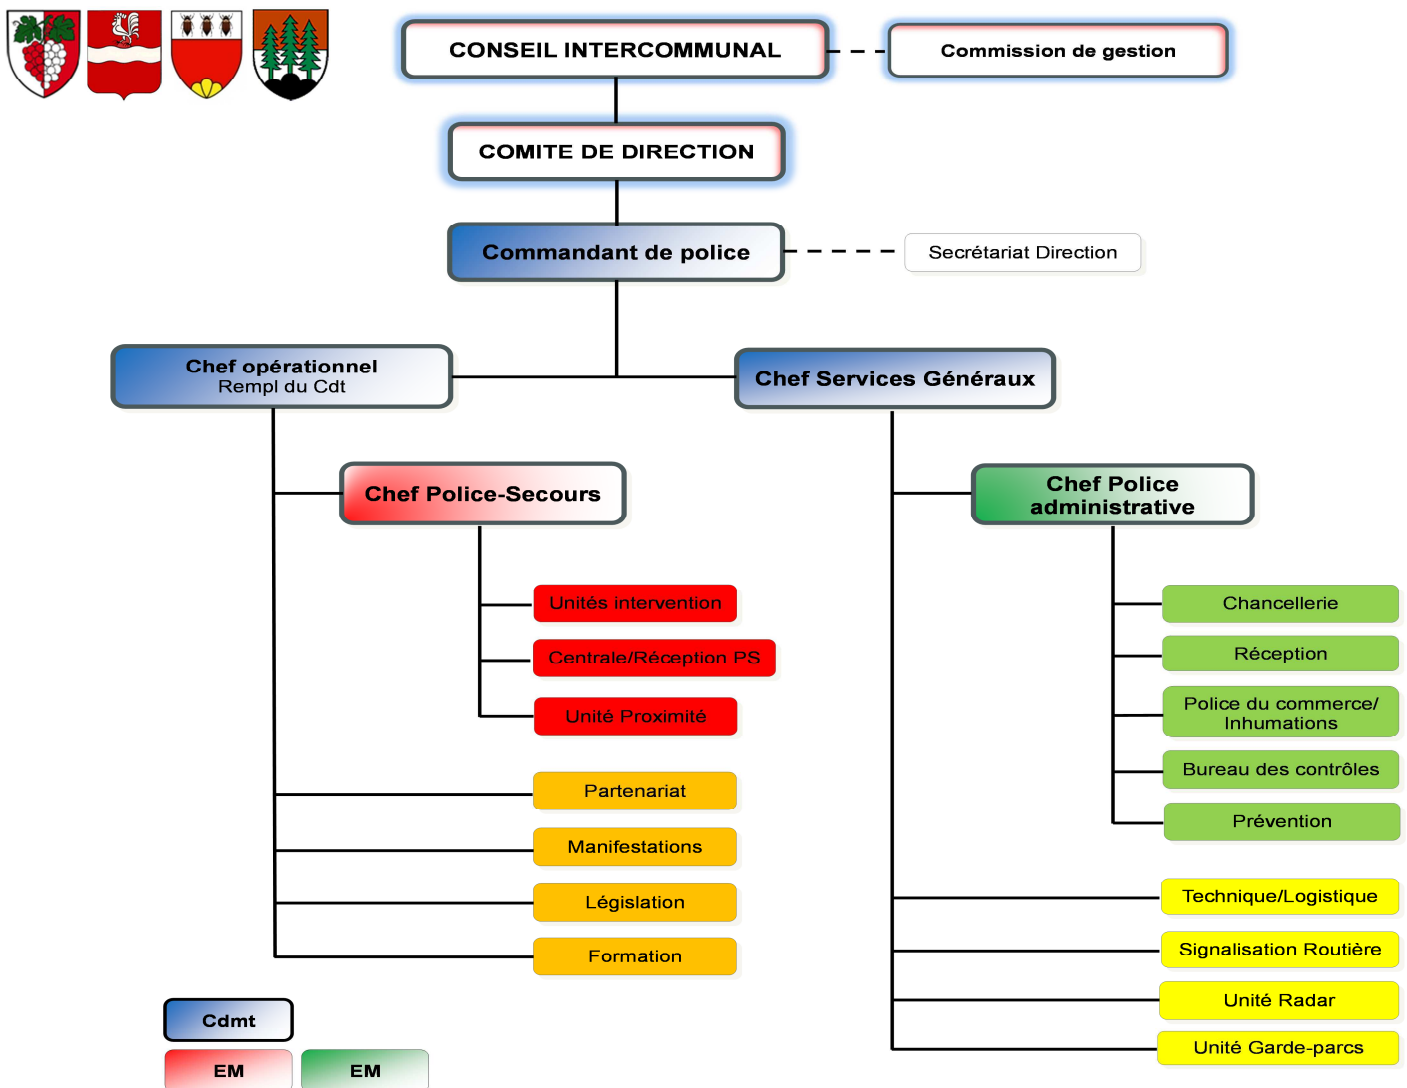 CONSEIL INTERCOMMUNAL
Commission de gestion
COMITE DE DIRECTION
Commandant de police
Secrétariat Direction
Chef opérationnel
Rempl du Cdt
Chef Services Généraux
Chef Police-Secours
Chef Police
administrative
Unités intervention
Centrale/Réception PS
Unité Proximité
Chancellerie
Réception
Police du commerce/
Inhumations
Bureau des contrôles
Prévention
Partenariat
Manifestations
Législation
Formation
Technique/Logistique
Signalisation Routière
Unité Radar
Unité Garde-parcs
Cdmt
EM
EM